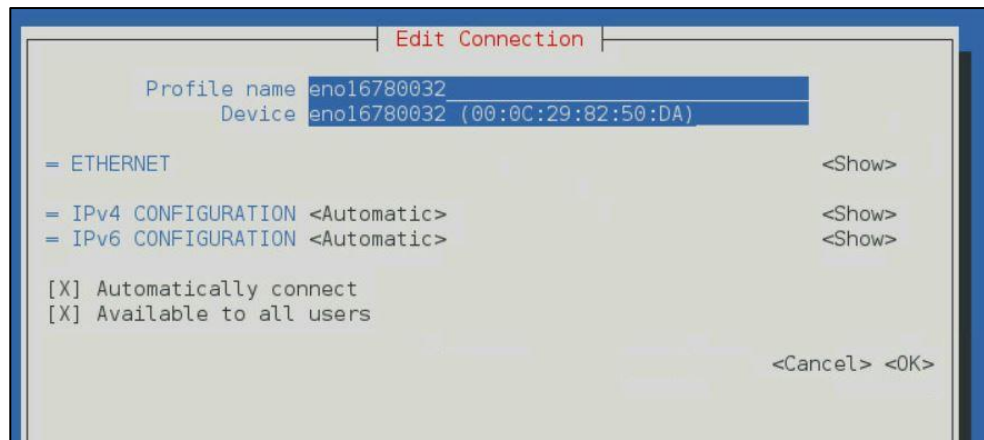 Edit Connection
Profile name eno16780032
Device eno16780032 (00:0C:29:82:50:DA)
= ETHERNET <Show>
= IPv4 CONFIGURATION <Automatic> <Show>
= IPv6 CONFIGURATION <Automatic> <Show>
[X] Automatically connect
[X] Available to all users
<Cancel> <OK>